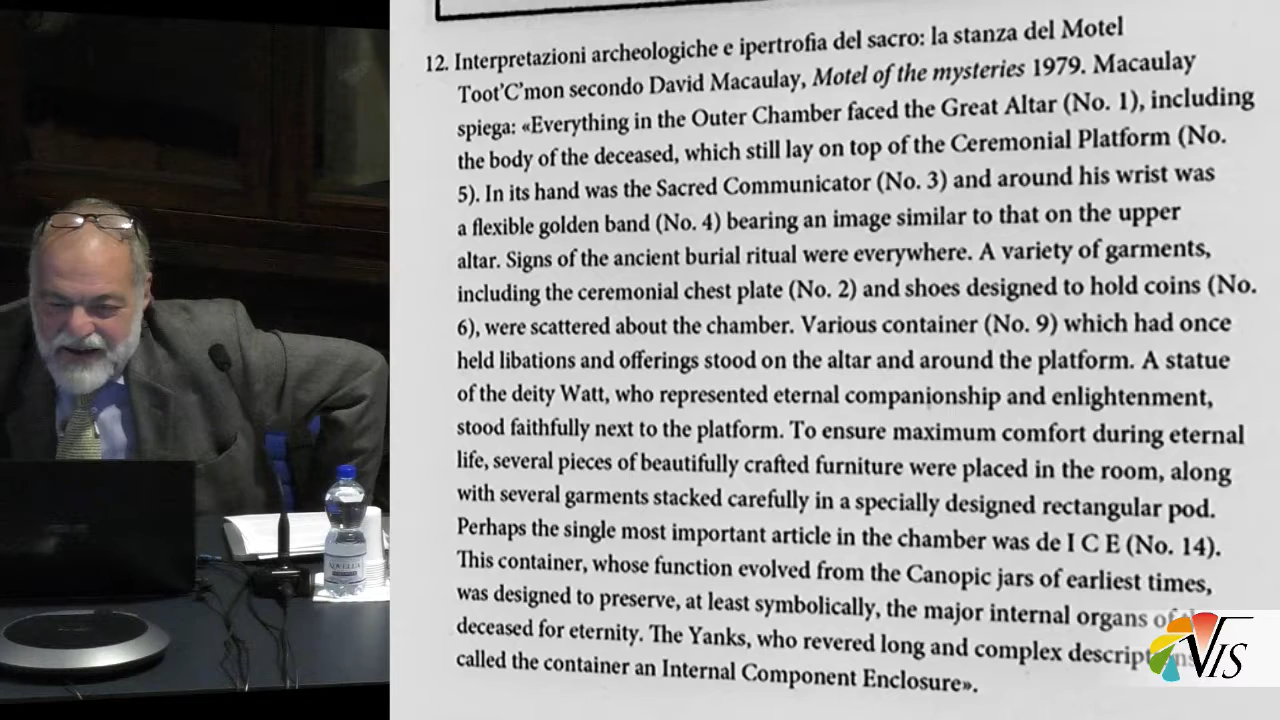 12. Interpretazioni archeologiche e ipertrofia del sacro: la stanza del Motel
Toot'C'mon secondo David Macaulay, Motel of the mysteries 1979. Macaulay
spiega: «Everything in the Outer Chamber faced the Great Altar (No. 1), including
the body of the deceased, which still lay on top of the Ceremonial Platform (No.
5). In its hand was the Sacred Communicator (No. 3) and around his wrist was
a flexible golden band (No. 4) bearing an image similar to that on the upper
altar. Signs of the ancient burial ritual were everywhere. A variety of garments,
including the ceremonial chest plate (No. 2) and shoes designed to hold coins (No.
6), were scattered about the chamber. Various container (No. 9) which had once
held libations and offerings stood on the altar and around the platform. A statue
of the deity Watt, who represented eternal companionship and enlightenment,
stood faithfully next to the platform. To ensure maximum comfort during eternal
life, several pieces of beautifully crafted furniture were placed in the room, along
with several garments stacked carefully in a specially designed rectangular pod.
Perhaps the single most important article in the chamber was de I C E (No. 14).
This container, whose function evolved from the Canopic jars of earliest times,
was designed to preserve, at least symbolically, the major internal organs of
deceased for eternity. The Yanks, who revered long and complex
called the container an Internal Component Enclosure».
VIS